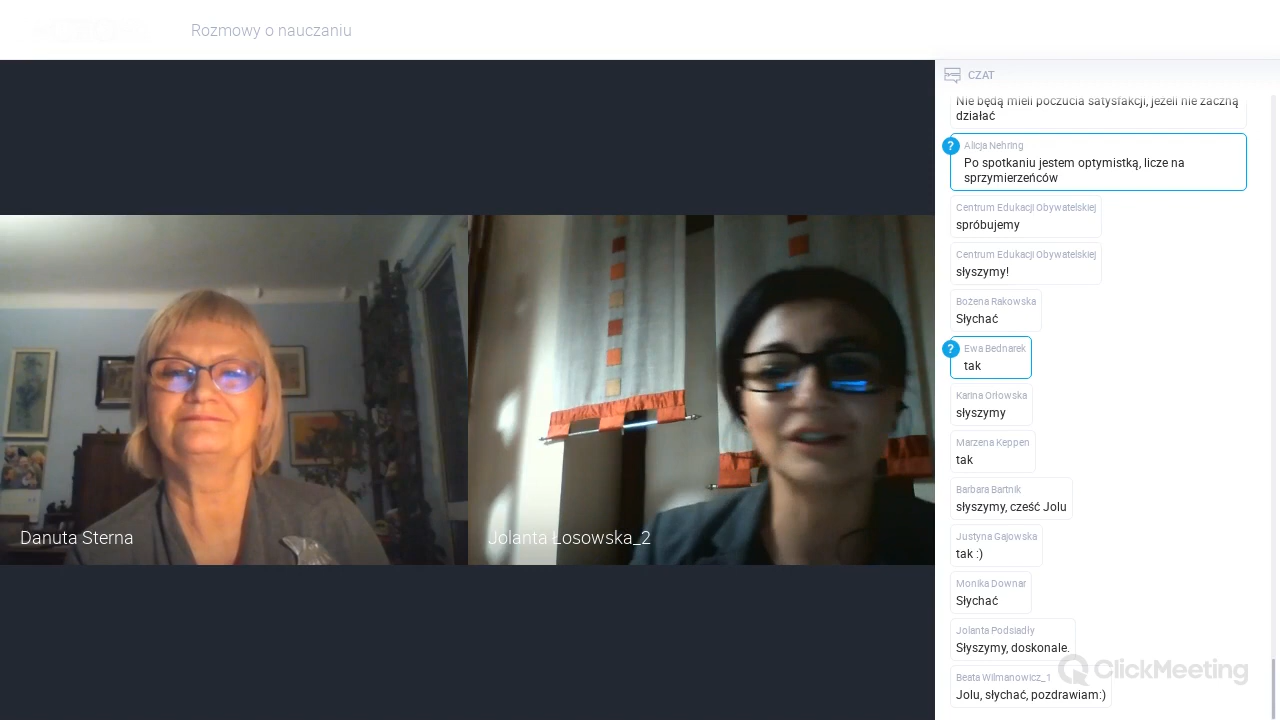 Rozmowy o nauczaniu
CZAT
Nie będą mieli poczucia satysfakcji, jeżeli nie zaczną
działać
?
Alicja Nehring
Po spotkaniu jestem optymistką, licze na
sprzymierzeńców
Centrum Edukacji Obywatelskiej
spróbujemy
Centrum Edukacji Obywatelskiej
słyszymy!
Bożena Rakowska
Słychać
?
Ewa Bednarek
tak
Karina Orłowska
słyszymy
Marzena Keppen
tak
Barbara Bartnik
słyszymy, cześć Jolu
Justyna Gajowska
tak :)
Monika Downar
Słychać
Jolanta Podsiadły
Słyszymy, doskonale.
Beata Wilmanowicz_1
Jolu, słychać, pozdrawiam:)
Danuta Sterna
Jolanta Łosowska_2
ClickMeeting